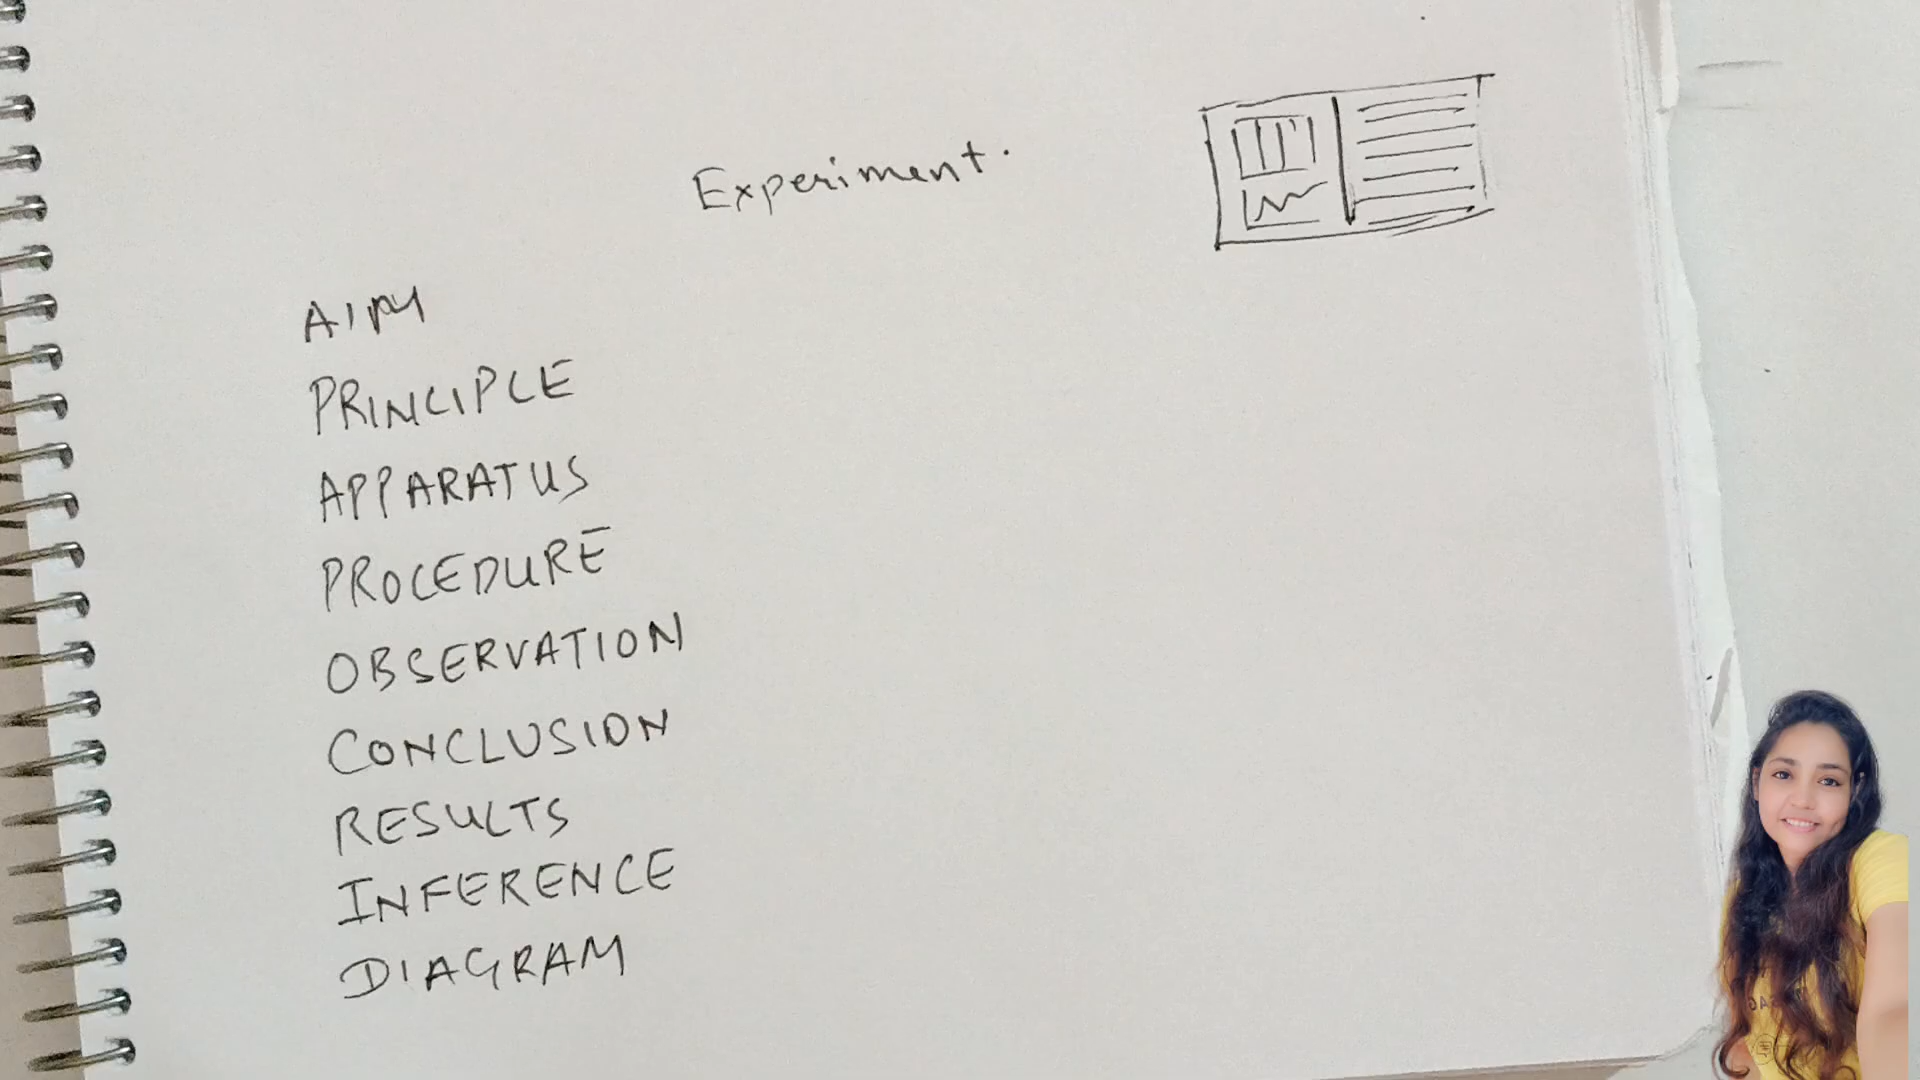 Experiment.
AIM
PRINCIPLE
APPARATUS
PROCEDURE
OBSERVATION
CONCLUSION
RESULTS
INFERENCE
DIAGRAM